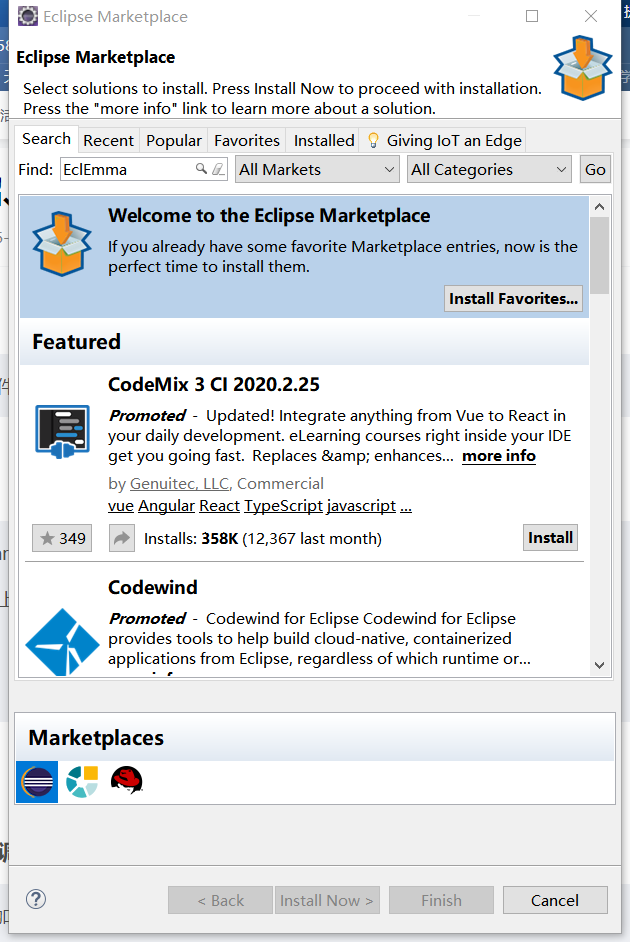 Eclipse Marketplace
Eclipse Marketplace
Select solutions to install. Press Install Now to proceed with installation.
Press the "more info" link to learn more about a solution.
Search Recent Popular Favorites Installed Giving IoT an Edge
Find: EclEmma All Markets All Categories Go
Welcome to the Eclipse Marketplace
If you already have some favorite Marketplace entries, now is the
perfect time to install them.
Install Favorites...
Featured
CodeMix 3 CI 2020.2.25
Promoted - Updated! Integrate anything from Vue to React in
your daily development. eLearning courses right inside your IDE
get you going fast. Replaces &amp; enhances... more info
by Genuitec, LLC, Commercial
vue Angular React TypeScript javascript ...
349 Installs: 358K (12,367 last month) Install
Codewind
Promoted - Codewind for Eclipse Codewind for Eclipse
provides tools to help build cloud-native, containerized
applications from Eclipse, regardless of which runtime or...
Marketplaces
< Back Install Now > Finish Cancel